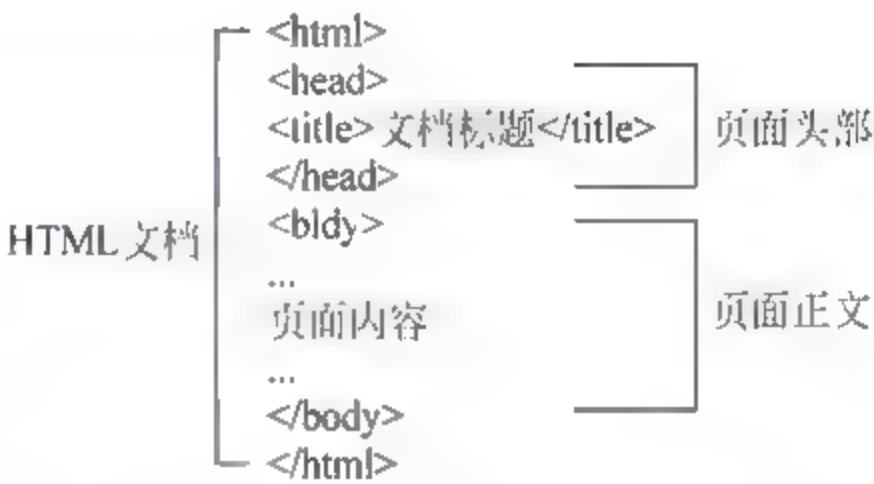 <html>
<head>
<title>文档标题</title>
页面头部
</head>
<bldy>
HTML文档
...
页面内容
页面正文
...
</body>
</html>